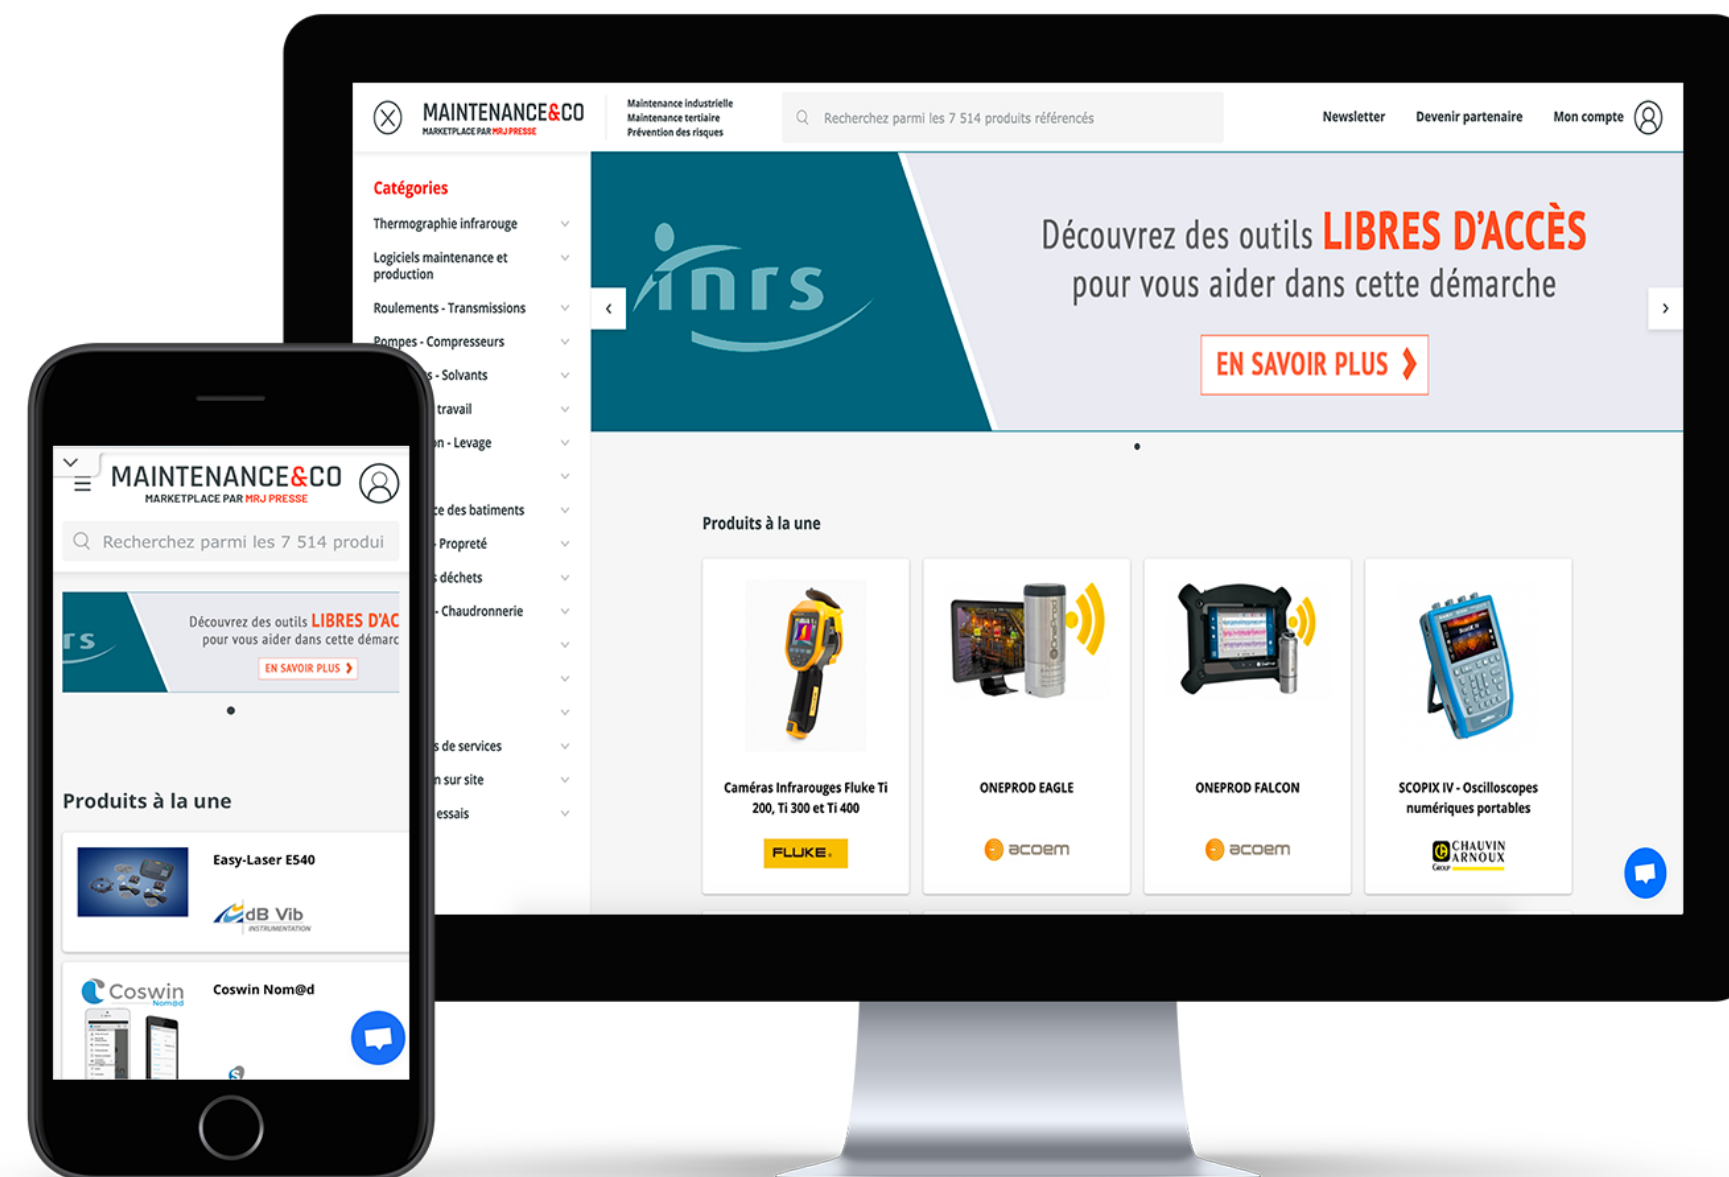 MAINTENANCE&CO
MARKETPLACE PAR MRJ PRESSE
Maintenance industrielle
Maintenance tertiaire
Prévention des risques
Recherchez parmi les 7 514 produits référencés
Newsletter
Devenir partenaire
Mon compte
Catégories
Thermographie infrarouge
Logiciels maintenance et
production
Roulements - Transmissions
Pompes - Compresseurs
- Solvants
travail
- Levage
des batiments
- Propreté
déchets
- Chaudronnerie
de services
sur site
essais
inrs
Découvrez des outils LIBRES D'ACCÈS
pour vous aider dans cette démarche
EN SAVOIR PLUS
Produits à la une
Caméras Infrarouges Fluke Ti
200, Ti 300 et Ti 400
FLUKE
ONEPROD EAGLE
acoem
ONEPROD FALCON
acoem
SCOPIX IV - Oscilloscopes
numériques portables
CHAUVIN
ARNOUX
GROUP
MAINTENANCE&CO
MARKETPLACE PAR MRJ PRESSE
Recherchez parmi les 7 514 produi
rs
Découvrez des outils LIBRES D'AC
pour vous aider dans cette démarc
EN SAVOIR PLUS
Produits à la une
Easy-Laser E540
dB Vib
INSTRUMENTATION
Coswin
Nom@d
Coswin Nom@d